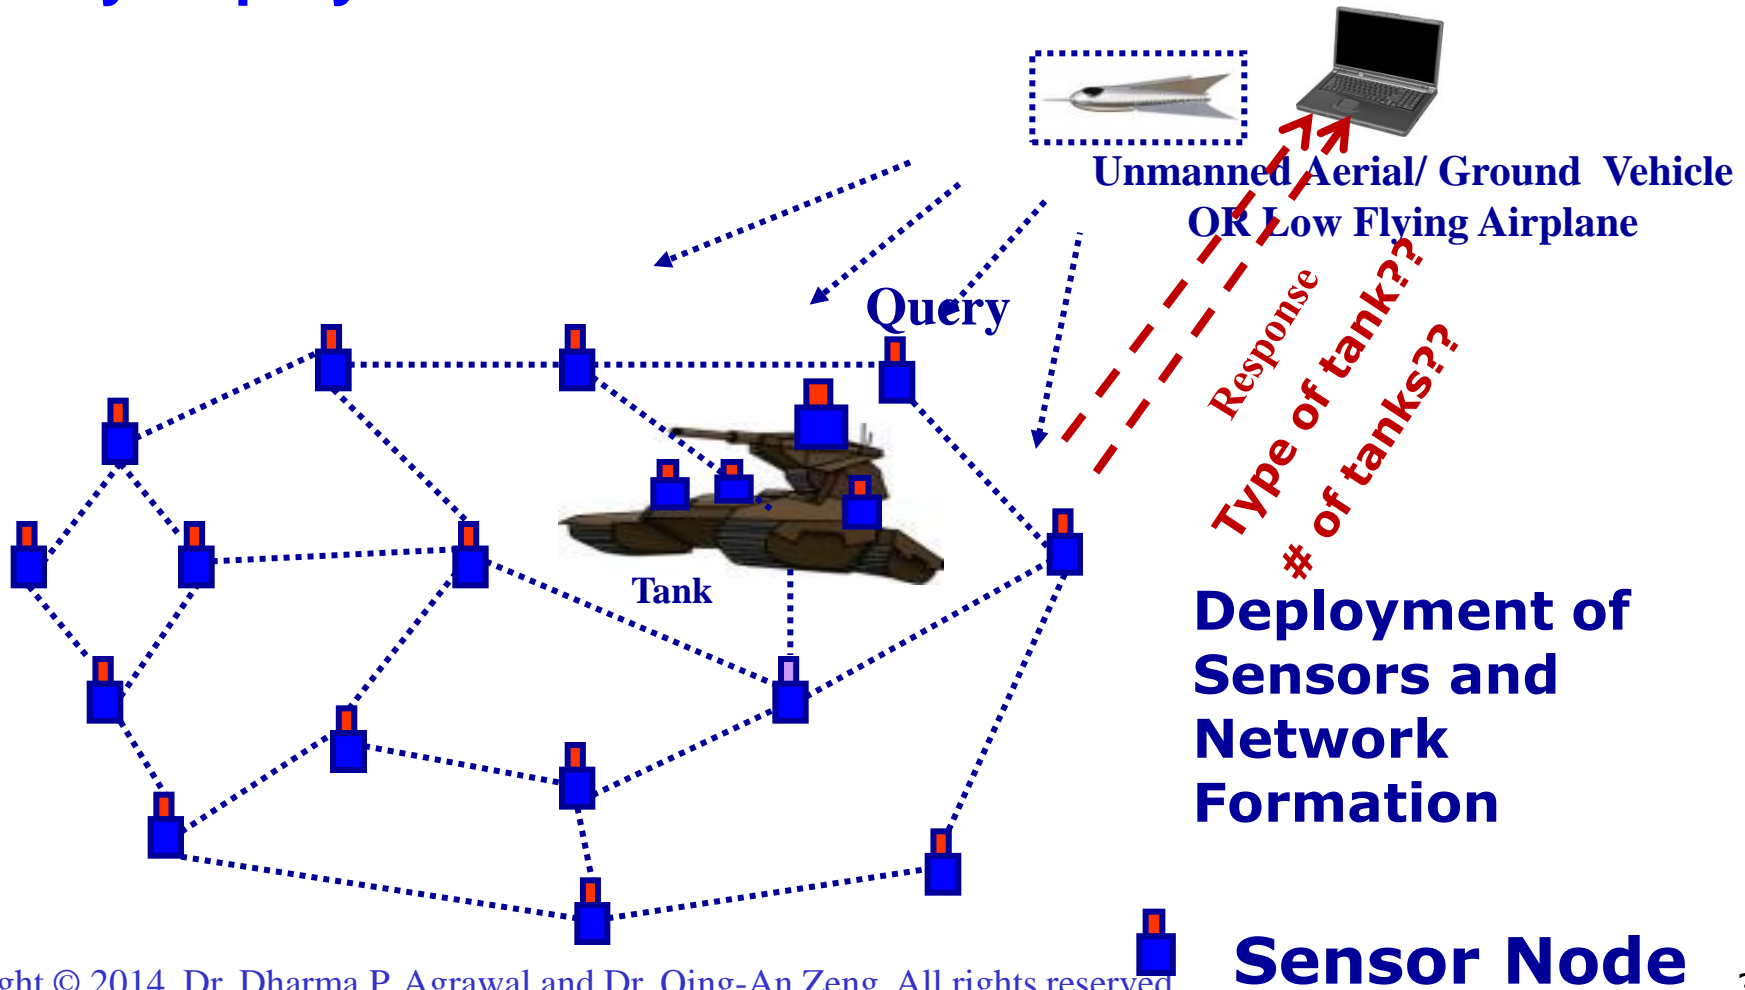 Unmanned Aerial/ Ground Vehicle
OR Low Flying Airplane
Query
Response
Type of tank??
# of tanks??
Tank
Deployment of
Sensors and
Network
Formation
Sensor Node
© 2014, Dr. Dharma P. Agrawal and Dr. Qing-An Zeng. All rights reserved